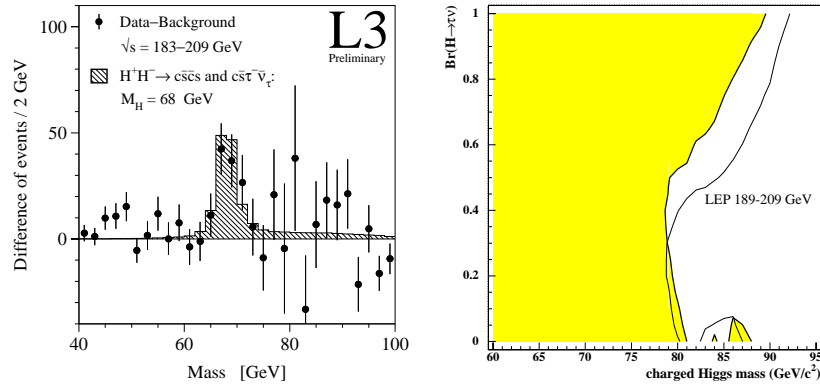 100
50
0
Difference of events / 2 GeV
Data–Background
√s = 183–209 GeV
H⁺H⁻→ cs̄c̄s and cs̄τ⁻ν̄τ:
M_H = 68 GeV
L3
Preliminary
40 60 80 100
Mass [GeV]
Br(H→τν)
1
0.8
0.6
0.4
0.2
0
LEP 189-209 GeV
60 65 70 75 80 85 90 95
charged Higgs mass (GeV/c²)